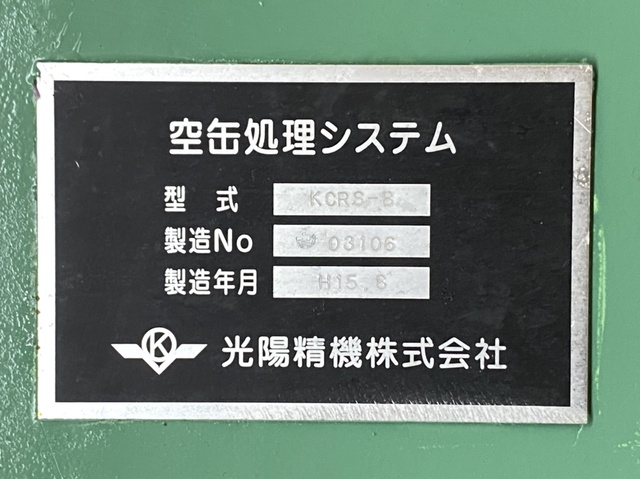 空缶処理システム
型式 KCRS-8
製造No 03106
製造年月 H15.6
K 光陽精機株式会社